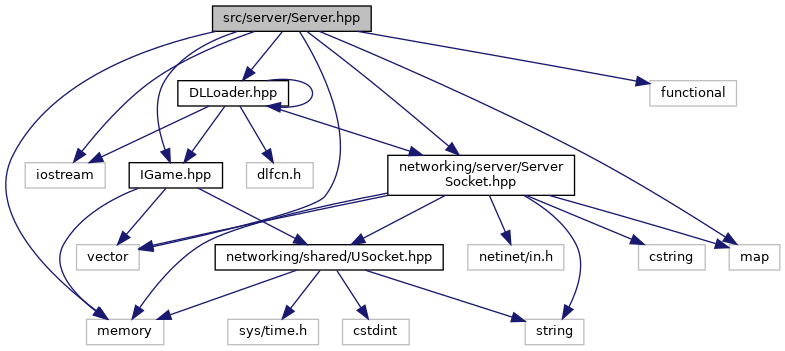 src/server/Server.hpp
DLLoader.hpp
functional
iostream
IGame.hpp
dlfcn.h
networking/server/Server
Socket.hpp
vector
networking/shared/USocket.hpp
netinet/in.h
cstring
map
memory
sys/time.h
cstdint
string